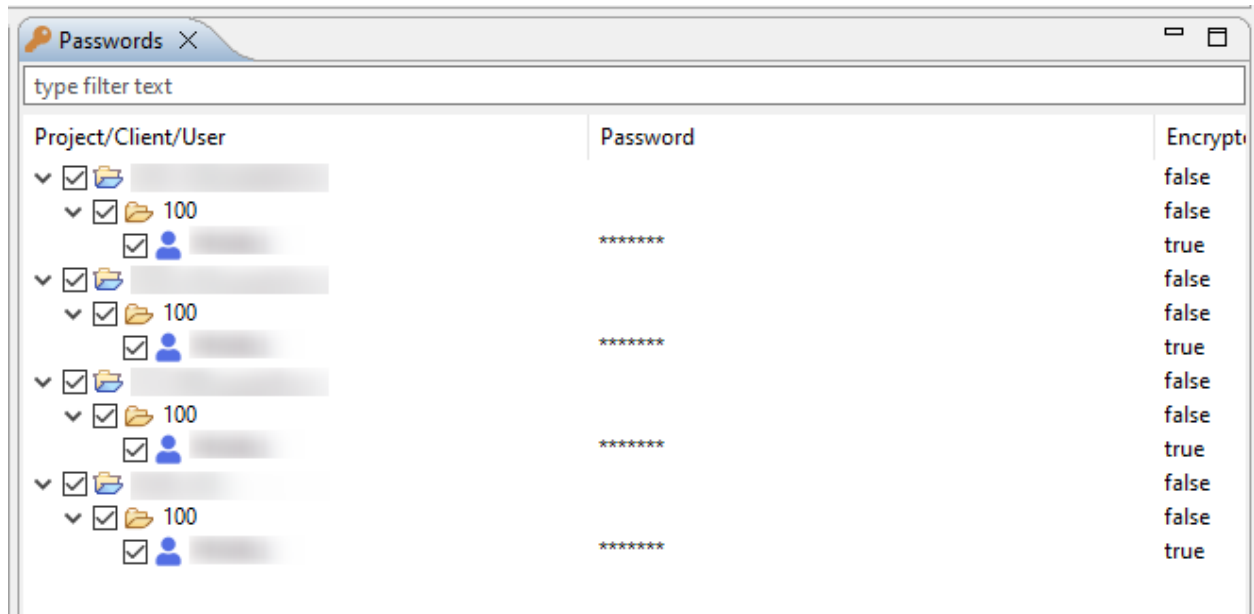 Passwords
type filter text
Project/Client/User Password Encrypt
false
100 false
******* true
false
100 false
******* true
false
100 false
******* true
false
100 false
******* true